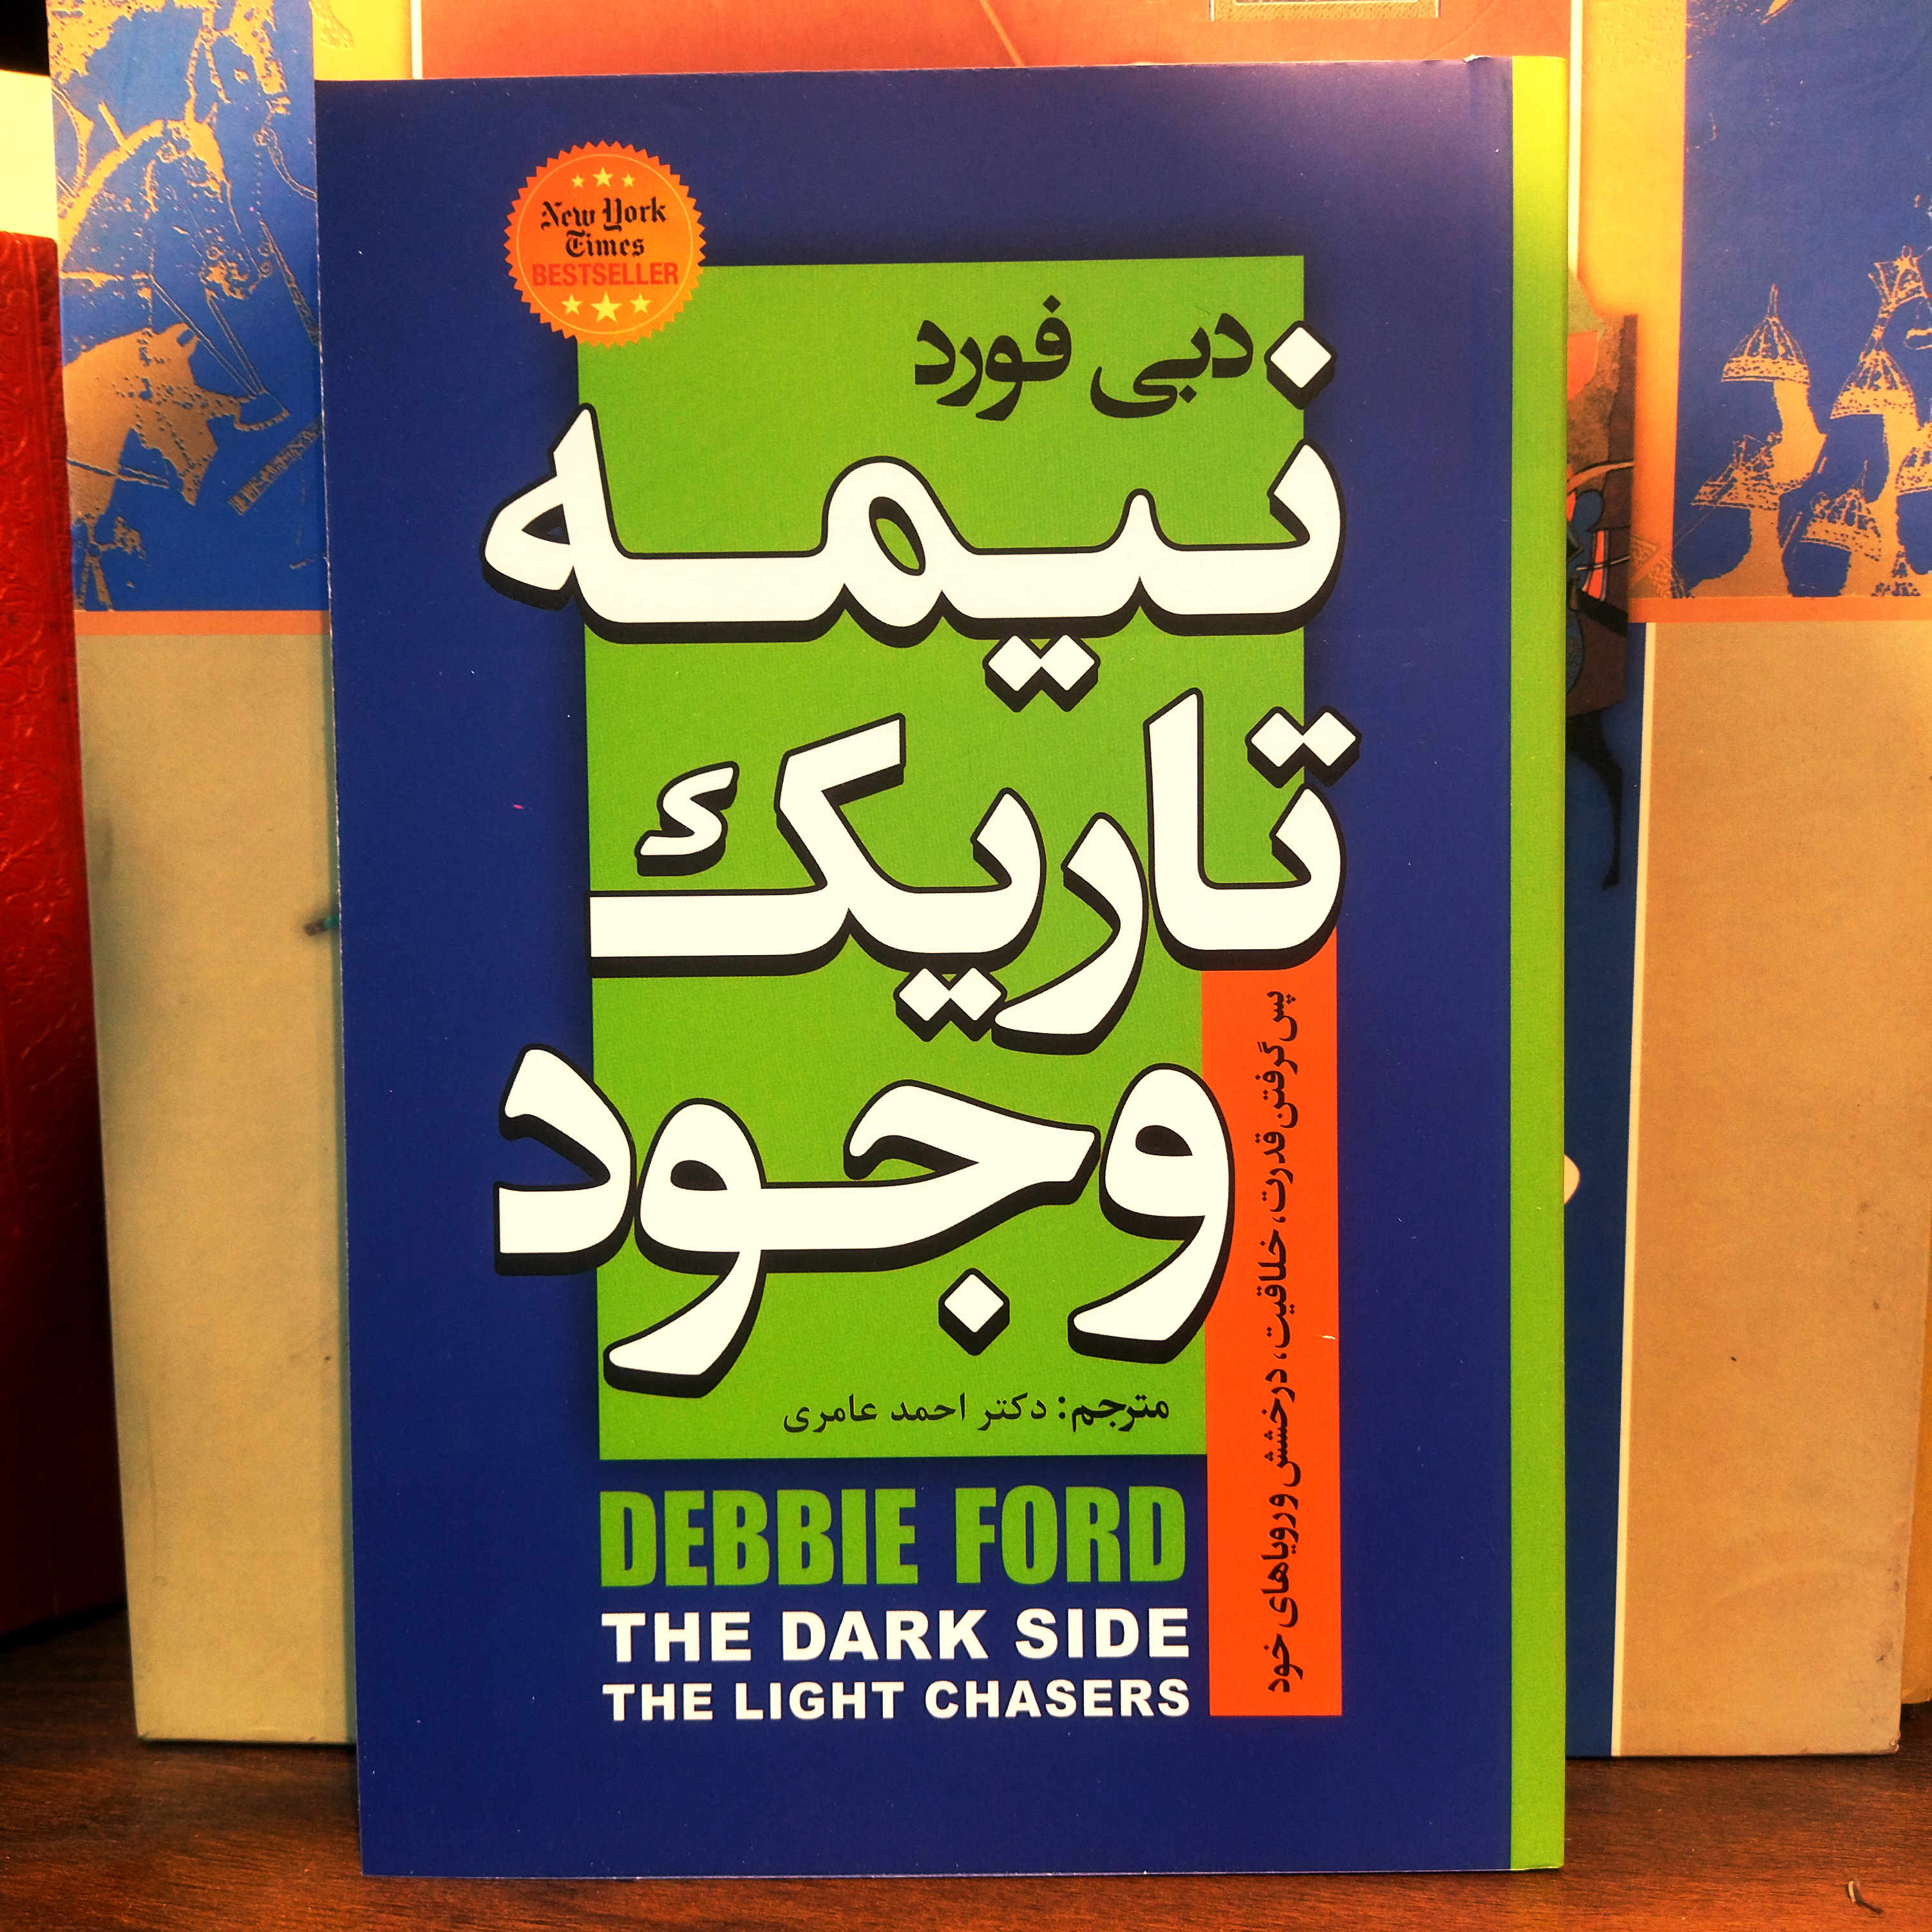 New York
Times
BESTSELLER
دبی فورد
نیمه
تاریک
وجود
پس گرفتن قدرت، خلاقیت، درخشش و رویاهای خود
مترجم: دکتر احمد عامری
DEBBIE FORD
THE DARK SIDE
THE LIGHT CHASERS